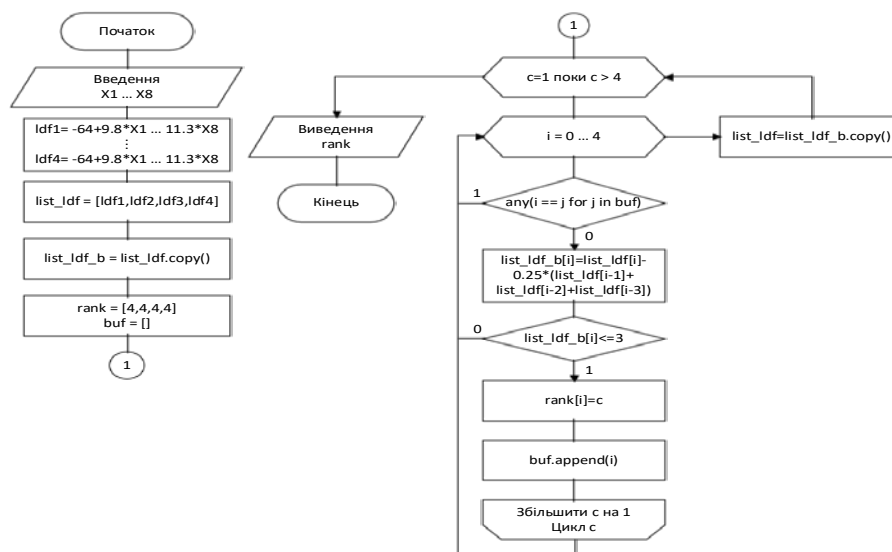 Початок
Введення
X1 ... X8
ldf1= -64+9.8*X1 ... 11.3*X8
⋮
ldf4= -64+9.8*X1 ... 11.3*X8
list_ldf = [ldf1,ldf2,ldf3,ldf4]
list_ldf_b = list_ldf.copy()
rank = [4,4,4,4]
buf = []
1
1
c=1 поки c > 4
Виведення
rank
Кінець
i = 0 ... 4
list_ldf=list_ldf_b.copy()
1
any(i == j for j in buf)
0
list_ldf_b[i]=list_ldf[i]-
0.25*(list_ldf[i-1]+
list_ldf[i-2]+list_ldf[i-3])
0
list_ldf_b[i]<=3
1
rank[i]=c
buf.append(i)
Збільшити c на 1
Цикл c